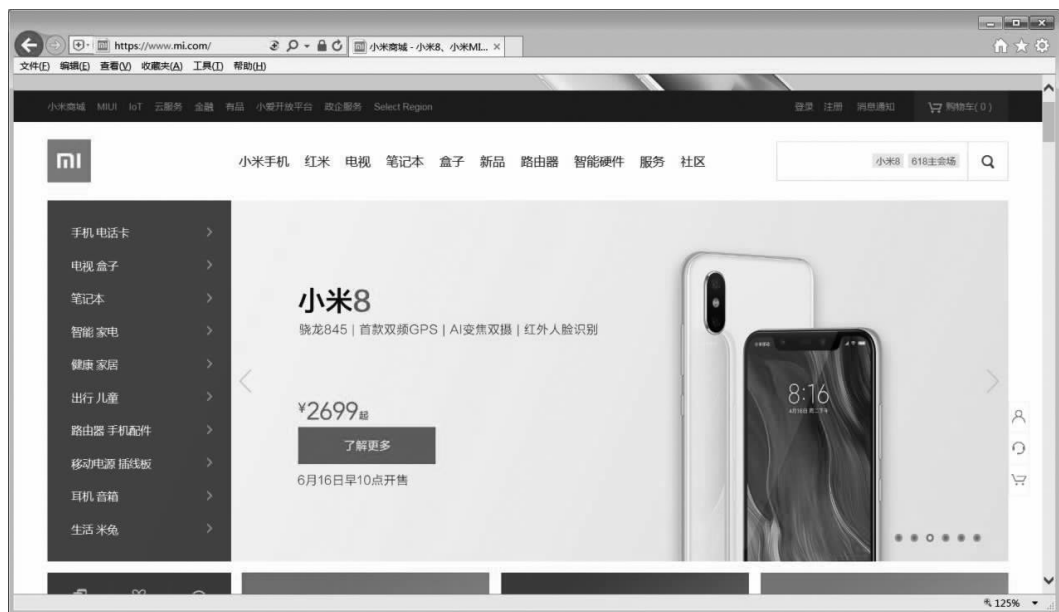 https://www.mi.com/
小米商城 - 小米8、小米MI... ×
文件(F) 编辑(E) 查看(V) 收藏夹(A) 工具(T) 帮助(H)
小米商城 MIUI IoT 云服务 金融 有品 小爱开放平台 政企服务 Select Region
登录 注册 消息通知 购物车(0)
小米手机 红米 电视 笔记本 盒子 新品 路由器 智能硬件 服务 社区
小米8 618主会场
手机 电话卡
电视 盒子
笔记本
智能 家电
健康 家居
出行 儿童
路由器 手机配件
移动电源 插线板
耳机 音箱
生活 米兔
小米8
骁龙845 | 首款双频GPS | AI变焦双摄 | 红外人脸识别
¥2699起
了解更多
6月16日早10点开售
8:16
125%